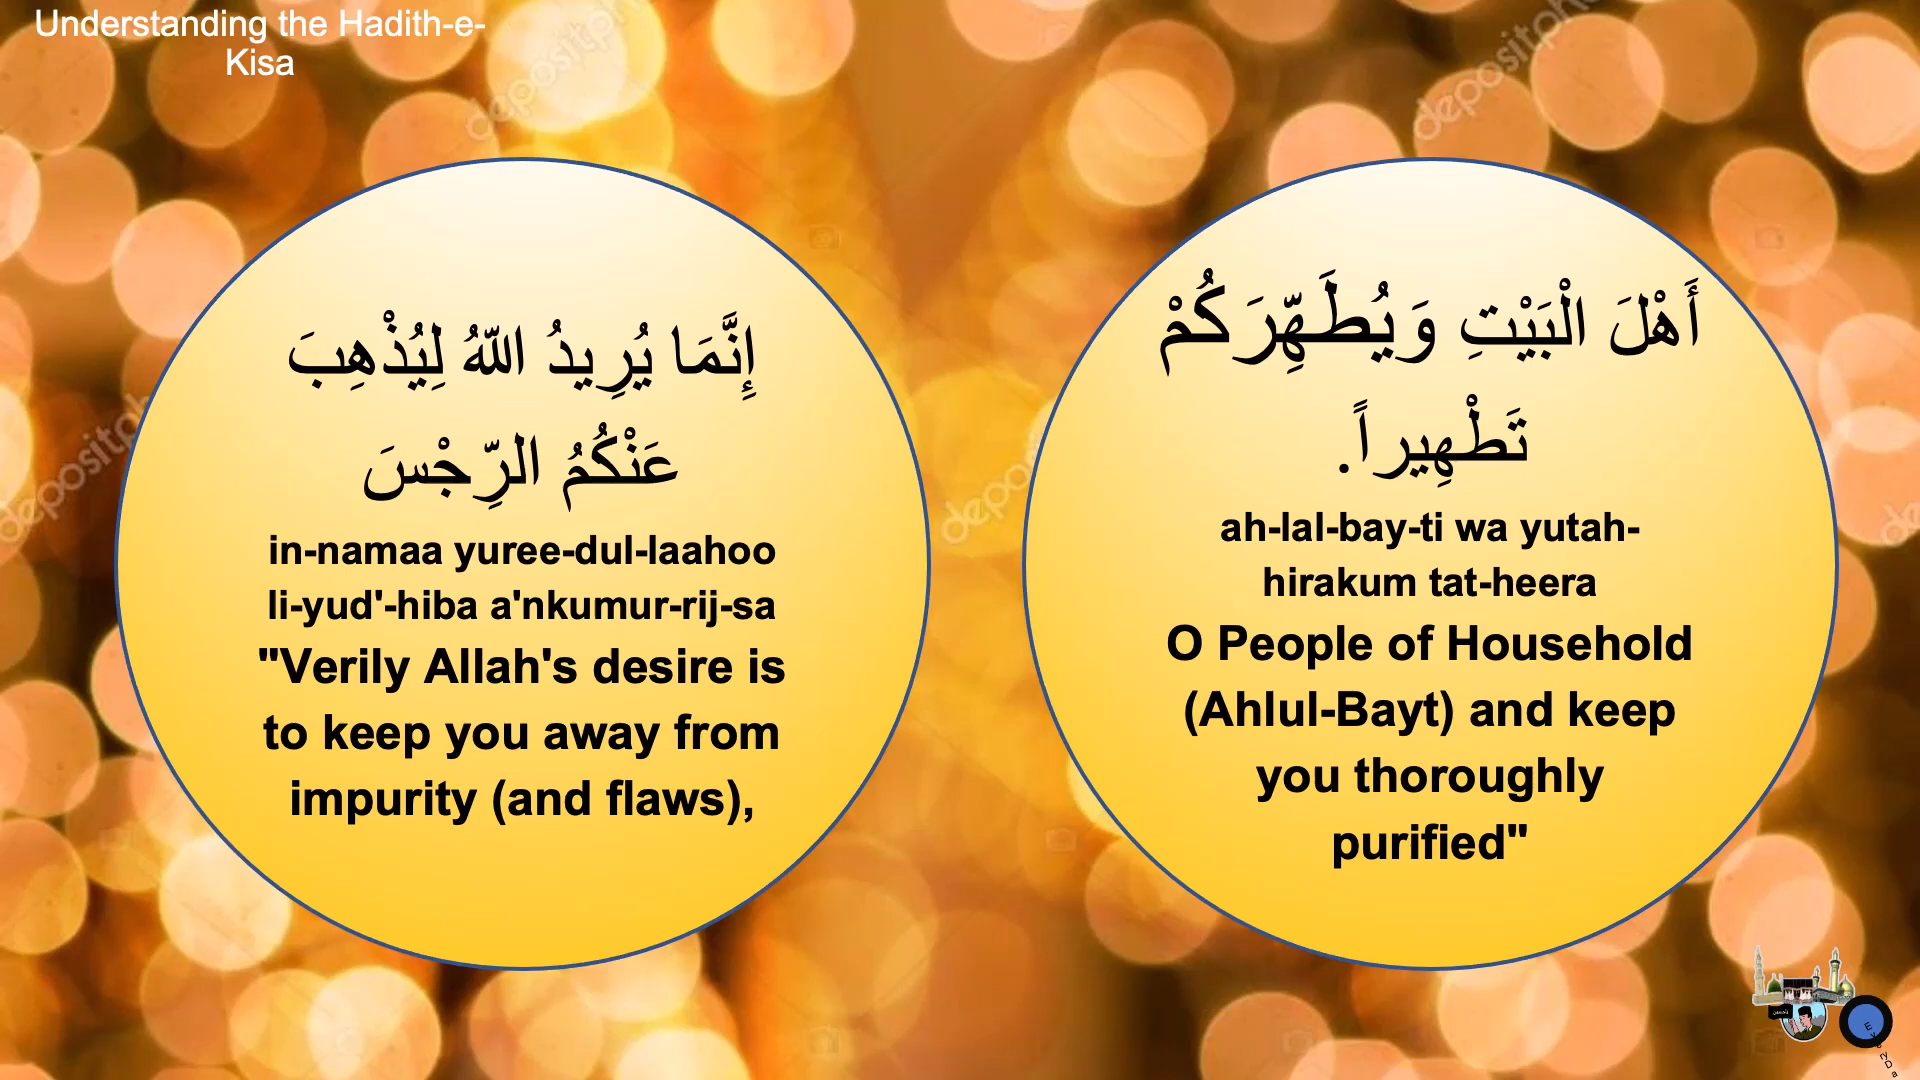 Understanding the Hadith-e-
Kisa
إِنَّمَا يُرِيدُ اللّٰهُ لِيُذْهِبَ
عَنْكُمُ الرِّجْسَ
in-namaa yuree-dul-laahoo
li-yud'-hiba a'nkumur-rij-sa
"Verily Allah's desire is
to keep you away from
impurity (and flaws),
أَهْلَ الْبَيْتِ وَيُطَهِّرَكُمْ
تَطْهِيراً.
ah-lal-bay-ti wa yutah-
hirakum tat-heera
O People of Household
(Ahlul-Bayt) and keep
you thoroughly
purified"